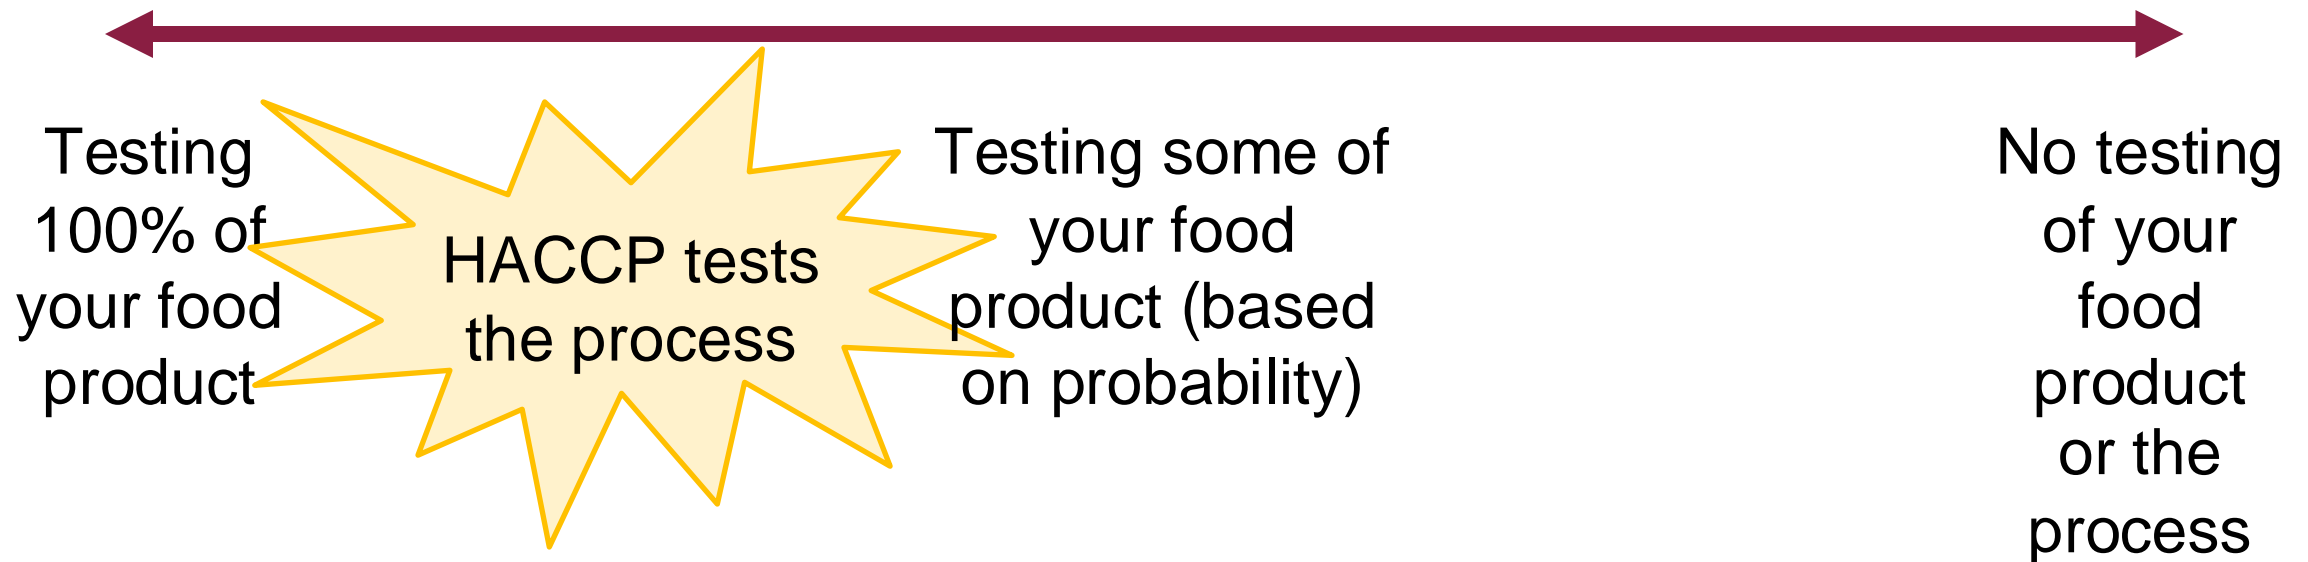 Testing
100% of
your food
product
HACCP tests
the process
Testing some of
your food
product (based
on probability)
No testing
of your
food
product
or the
process